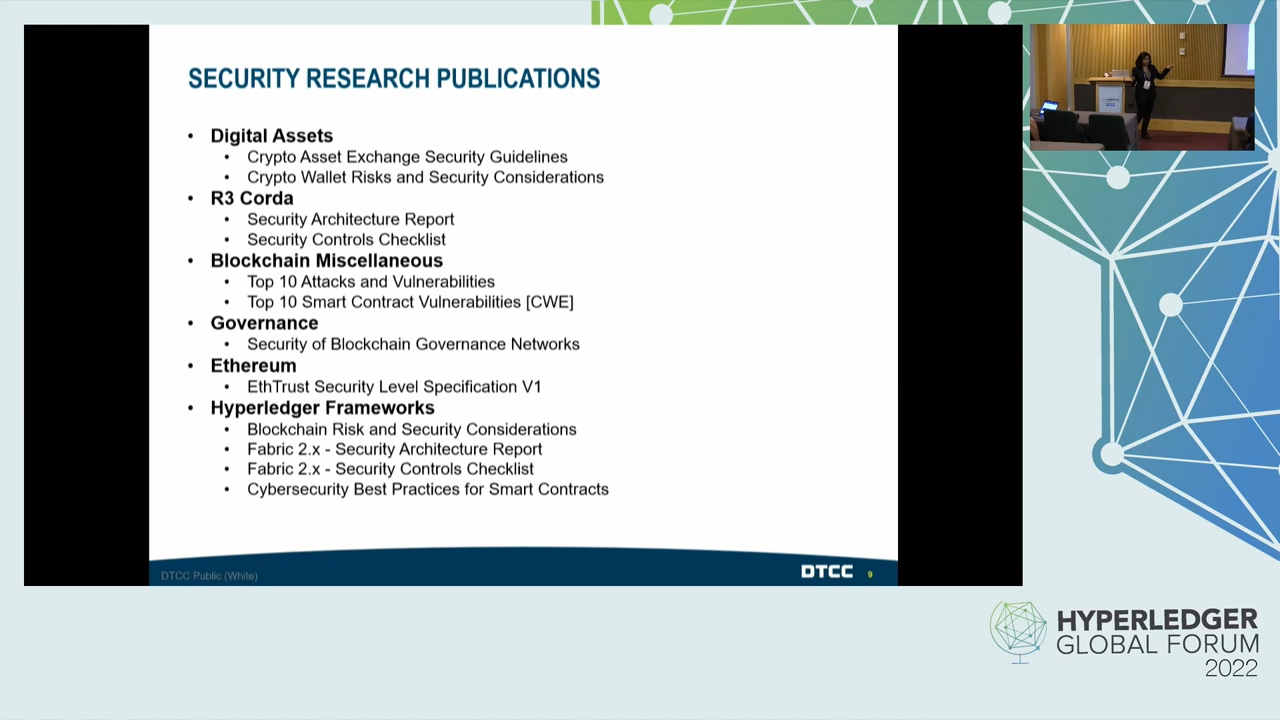 SECURITY RESEARCH PUBLICATIONS
• Digital Assets
• Crypto Asset Exchange Security Guidelines
• Crypto Wallet Risks and Security Considerations
• R3 Corda
• Security Architecture Report
• Security Controls Checklist
• Blockchain Miscellaneous
• Top 10 Attacks and Vulnerabilities
• Top 10 Smart Contract Vulnerabilities [CWE]
• Governance
• Security of Blockchain Governance Networks
• Ethereum
• EthTrust Security Level Specification V1
• Hyperledger Frameworks
• Blockchain Risk and Security Considerations
• Fabric 2.x - Security Architecture Report
• Fabric 2.x - Security Controls Checklist
• Cybersecurity Best Practices for Smart Contracts
DTCC Public (White)
DTCC 9
HYPERLEDGER
GLOBAL FORUM
2022